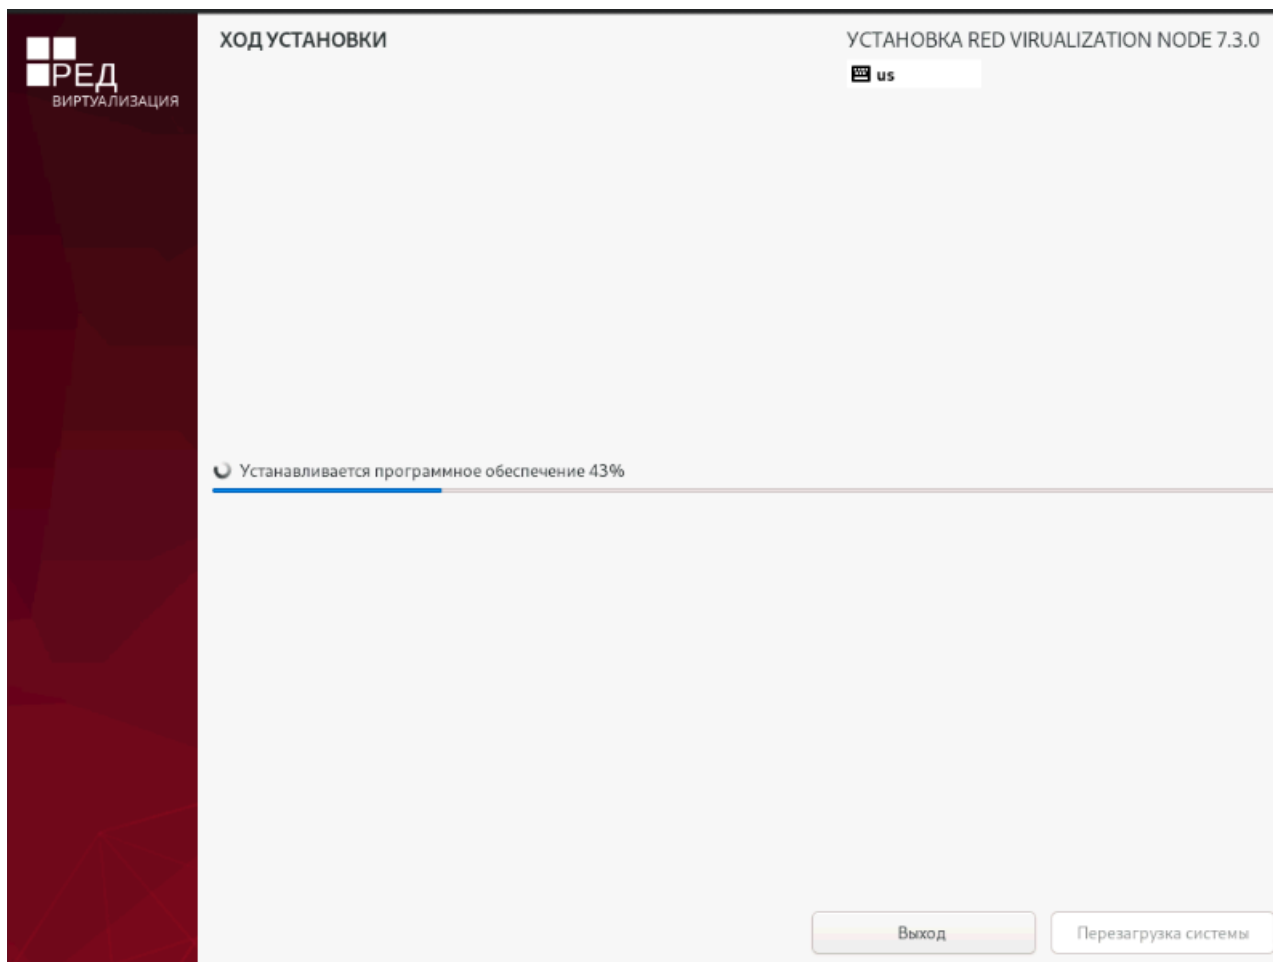 РЕД
ВИРТУАЛИЗАЦИЯ
ХОД УСТАНОВКИ
УСТАНОВКА RED VIRUALIZATION NODE 7.3.0
us
Устанавливается программное обеспечение 43%
Выход
Перезагрузка системы